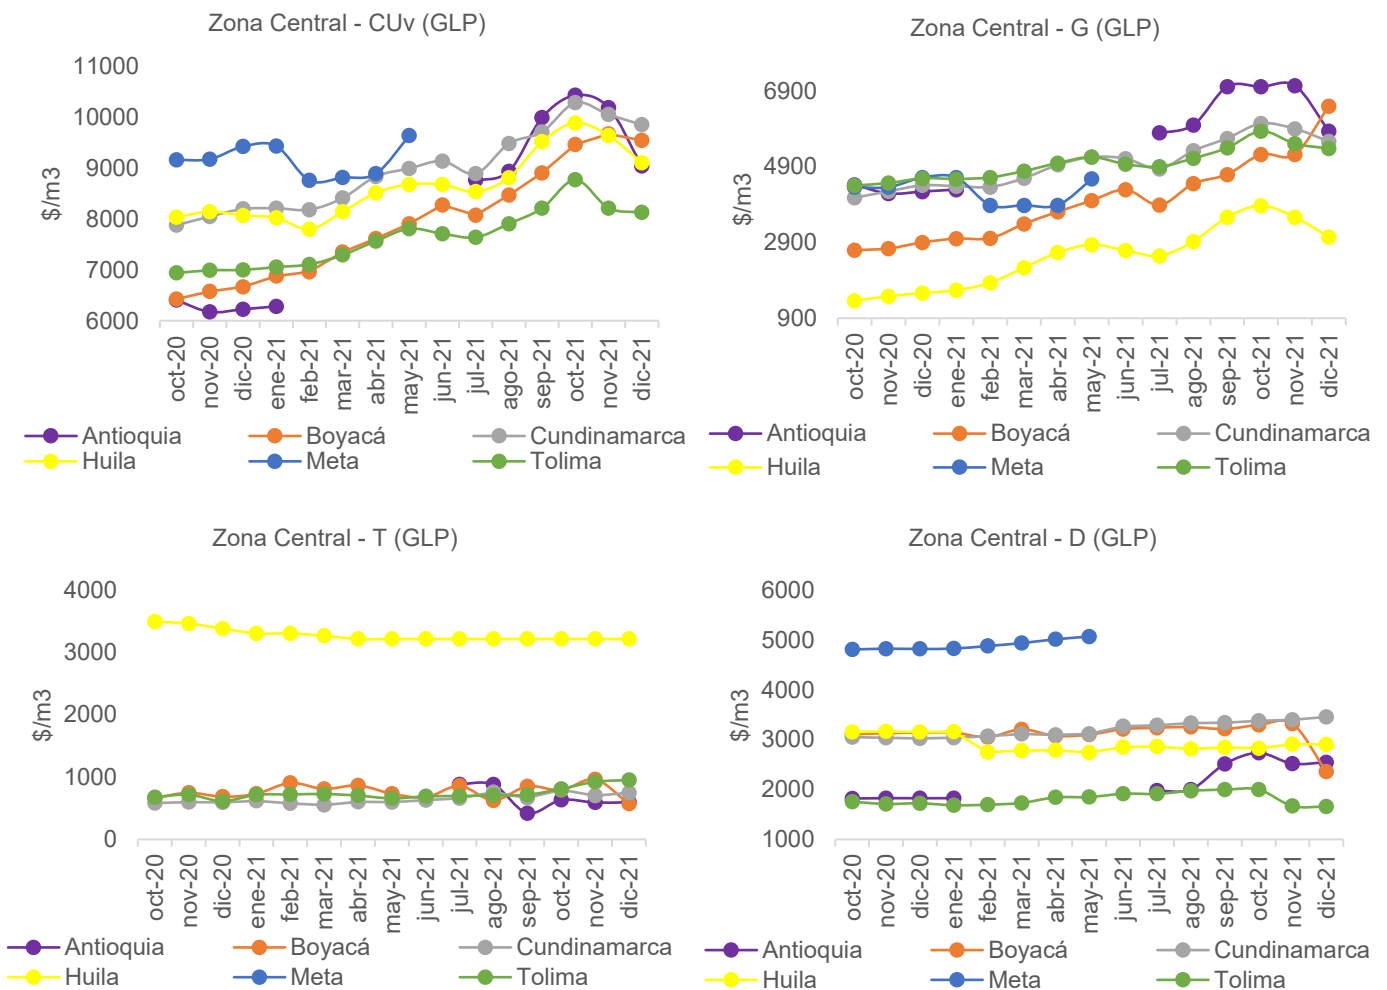 Zona Central - CUv (GLP)
$/m3
11000
10000
9000
8000
7000
6000
oct-20
nov-20
dic-20
ene-21
feb-21
mar-21
abr-21
may-21
jun-21
jul-21
ago-21
sep-21
oct-21
nov-21
dic-21
Antioquia Boyacá Cundinamarca
Huila Meta Tolima
Zona Central - G (GLP)
$/m3
6900
4900
2900
900
oct-20
nov-20
dic-20
ene-21
feb-21
mar-21
abr-21
may-21
jun-21
jul-21
ago-21
sep-21
oct-21
nov-21
dic-21
Antioquia Boyacá Cundinamarca
Huila Meta Tolima
Zona Central - T (GLP)
$/m3
4000
3000
2000
1000
0
oct-20
nov-20
dic-20
ene-21
feb-21
mar-21
abr-21
may-21
jun-21
jul-21
ago-21
sep-21
oct-21
nov-21
dic-21
Antioquia Boyacá Cundinamarca
Huila Meta Tolima
Zona Central - D (GLP)
$/m3
6000
5000
4000
3000
2000
1000
oct-20
nov-20
dic-20
ene-21
feb-21
mar-21
abr-21
may-21
jun-21
jul-21
ago-21
sep-21
oct-21
nov-21
dic-21
Antioquia Boyacá Cundinamarca
Huila Meta Tolima